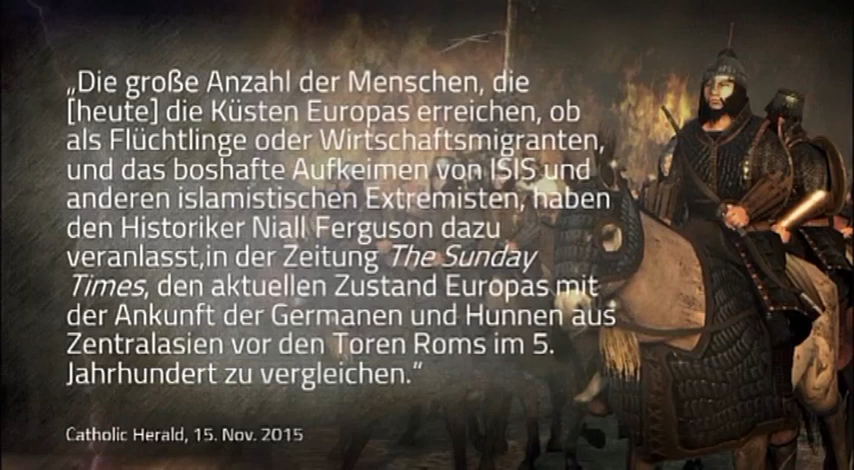 „Die große Anzahl der Menschen, die
[heute] die Küsten Europas erreichen, ob
als Flüchtlinge oder Wirtschaftsmigranten,
und das boshafte Aufkeimen von ISIS und
anderen islamistischen Extremisten, haben
den Historiker Niall Ferguson dazu
veranlasst,in der Zeitung The Sunday
Times, den aktuellen Zustand Europas mit
der Ankunft der Germanen und Hunnen aus
Zentralasien vor den Toren Roms im 5.
Jahrhundert zu vergleichen.“
Catholic Herald, 15. Nov. 2015